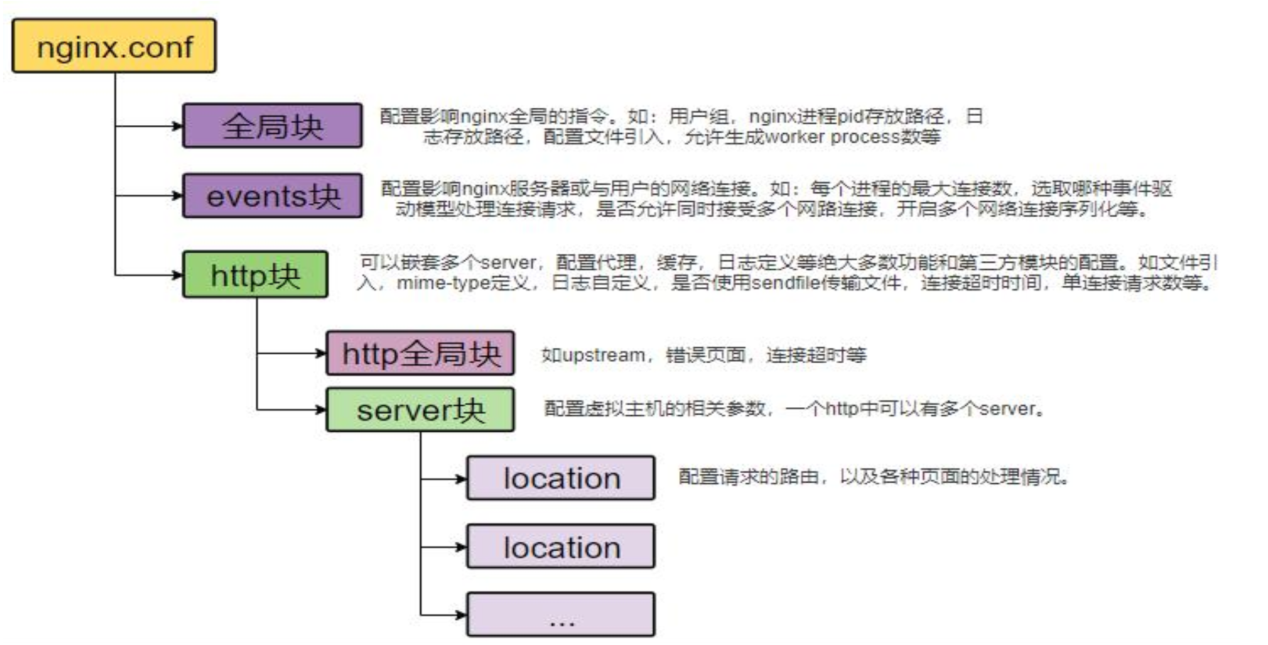 nginx.conf
全局块
配置影响nginx全局的指令。如：用户组，nginx进程pid存放路径，日
志存放路径，配置文件引入，允许生成worker process数等
events块
配置影响nginx服务器或与用户的网络连接。如：每个进程的最大连接数，选取哪种事件驱
动模型处理连接请求，是否允许同时接受多个网路连接，开启多个网络连接序列化等。
http块
可以嵌套多个server，配置代理，缓存，日志定义等绝大多数功能和第三方模块的配置。如文件引
入，mime-type定义，日志自定义，是否使用sendfile传输文件，连接超时时间，单连接请求数等。
http全局块
如upstream，错误页面，连接超时等
server块
配置虚拟主机的相关参数，一个http中可以有多个server。
location
配置请求的路由，以及各种页面的处理情况。
location
...